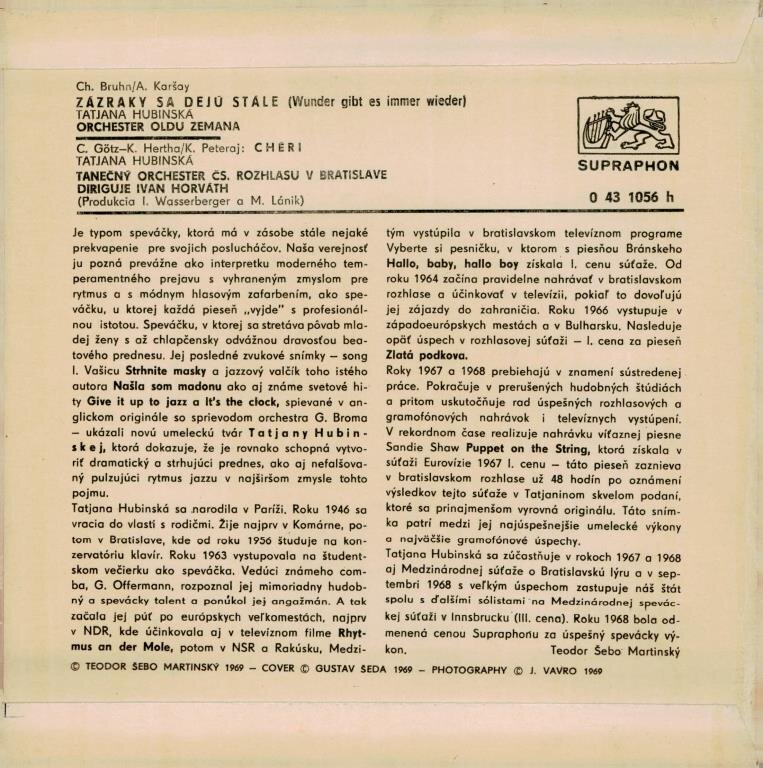 Ch. Bruhn/A. Karšay
ZÁZRAKY SA DEJÚ STÁLE (Wunder gibt es immer wieder)
TATJANA HUBINSKÁ
ORCHESTER OLDU ZEMANA
C. Götz–K. Hertha/K. Peteraj: CHÉRI
TATJANA HUBINSKÁ
TANEČNÝ ORCHESTER ČS. ROZHLASU V BRATISLAVE
DIRIGUJE IVAN HORVÁTH
(Produkcia I. Wasserberger a M. Lánik)
SUPRAPHON
0 43 1056 h
Je typom speváčky, ktorá má v zásobe stále nejaké
prekvapenie pre svojich poslucháčov. Naša verejnosť
ju pozná prevážne ako interpretku moderného tem-
peramentného prejavu s vyhraneným zmyslom pre
rytmus a s módnym hlasovým zafarbením, ako spe-
váčku, u ktorej každá pieseň „vyjde" s profesionál-
nou istotou. Speváčku, v ktorej sa stretáva pôvab mla-
dej ženy s až chlapčensky odvážnou dravosťou bea-
tového prednesu. Jej posledné zvukové snímky – song
I. Vašicu Strhnite masky a jazzový valčík toho istého
autora Našla som madonu ako aj známe svetové hi-
ty Give it up to jazz a It's the clock, spievané v an-
glickom originále so sprievodom orchestra G. Broma
– ukázali novú umeleckú tvár Tatjany Hubin-
skej, ktorá dokazuje, že je rovnako schopná vytvo-
riť dramatický a strhujúci prednes, ako aj nefalšova-
ný pulzujúci rytmus jazzu v najširšom zmysle tohto
pojmu.
Tatjana Hubinská sa narodila v Paríži. Roku 1946 sa
vracia do vlasti s rodičmi. Žije najprv v Komárne, po-
tom v Bratislave, kde od roku 1956 študuje na kon-
zervatóriu klavír. Roku 1963 vystupovala na študent-
skom večierku ako speváčka. Vedúci známeho com-
ba, G. Offermann, rozpoznal jej mimoriadny hudob-
ný a spevácky talent a ponúkol jej angažmán. A tak
začala jej púť po európskych veľkomestách, najprv
v NDR, kde účinkovala aj v televíznom filme Rhyt-
mus an der Mole, potom v NSR a Rakúsku, Medzi-
tým vystúpila v bratislavskom televíznom programe
Vyberte si pesničku, v ktorom s piesňou Bránskeho
Hallo, baby, hallo boy získala I. cenu súťaže. Od
roku 1964 začína pravidelne nahrávať v bratislavskom
rozhlase a účinkovať v televízii, pokiaľ to dovoľujú
jej zájazdy do zahraničia. Roku 1966 vystupuje v
západoeurópskych mestách a v Bulharsku. Nasleduje
opäť úspech v rozhlasovej súťaži – I. cena za pieseň
Zlatá podkova.
Roky 1967 a 1968 prebiehajú v znamení sústredenej
práce. Pokračuje v prerušených hudobných štúdiách
a pritom uskutočňuje rad úspešných rozhlasových a
gramofónových nahrávok i televíznych vystúpení.
V rekordnom čase realizuje nahrávku víťaznej piesne
Sandie Shaw Puppet on the String, ktorá získala v
súťaži Eurovízie 1967 I. cenu – táto pieseň zaznieva
v bratislavskom rozhlase už 48 hodín po oznámení
výsledkov tejto súťaže v Tatjaninom skvelom podaní,
ktoré sa prinajmenšom vyrovná originálu. Táto sním-
ka patrí medzi jej najúspešnejšie umelecké výkony
a najväčšie gramofónové úspechy.
Tatjana Hubinská sa zúčastňuje v rokoch 1967 a 1968
aj Medzinárodnej súťaže o Bratislavskú lýru a v sep-
tembri 1968 s veľkým úspechom zastupuje náš štát
spolu s ďalšími sólistami na Medzinárodnej spevác-
kej súťaži v Innsbrucku (III. cena). Roku 1968 bola od-
menená cenou Supraphonu za úspešný spevácky vý-
kon. Teodor Šebo Martinský
© TEODOR ŠEBO MARTINSKÝ 1969 – COVER © GUSTAV ŠEDA 1969 – PHOTOGRAPHY © J. VAVRO 1969